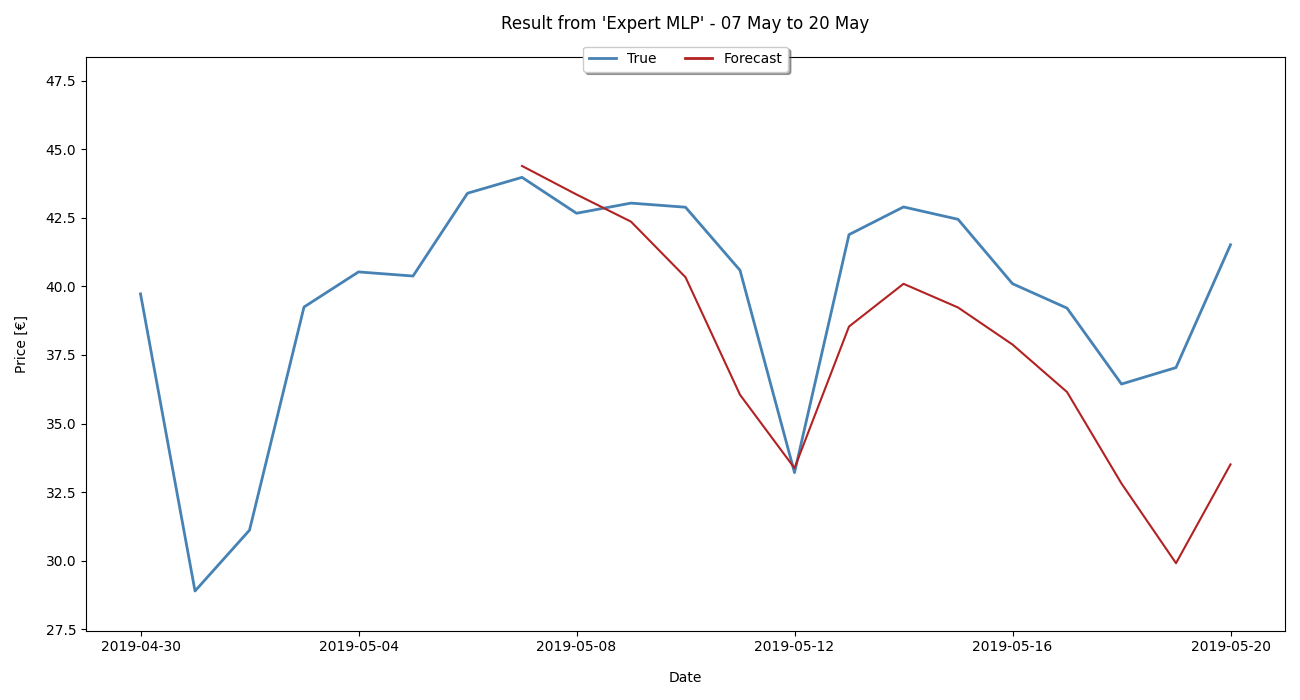 Result from 'Expert MLP' - 07 May to 20 May
True Forecast
47.5
45.0
42.5
40.0
37.5
35.0
32.5
30.0
27.5
Price [€]
2019-04-30 2019-05-04 2019-05-08 2019-05-12 2019-05-16 2019-05-20
Date